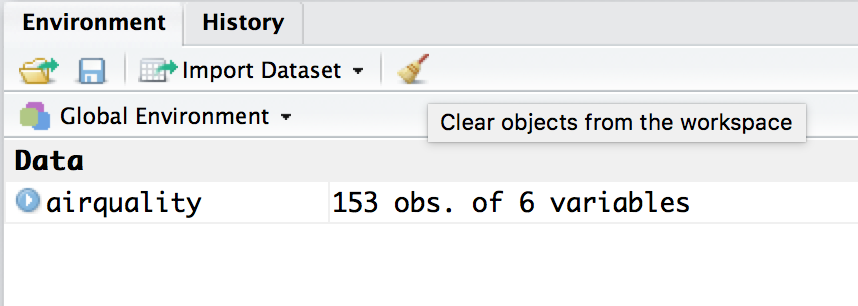 Environment History
Import Dataset
Global Environment
Clear objects from the workspace
Data
airquality 153 obs. of 6 variables